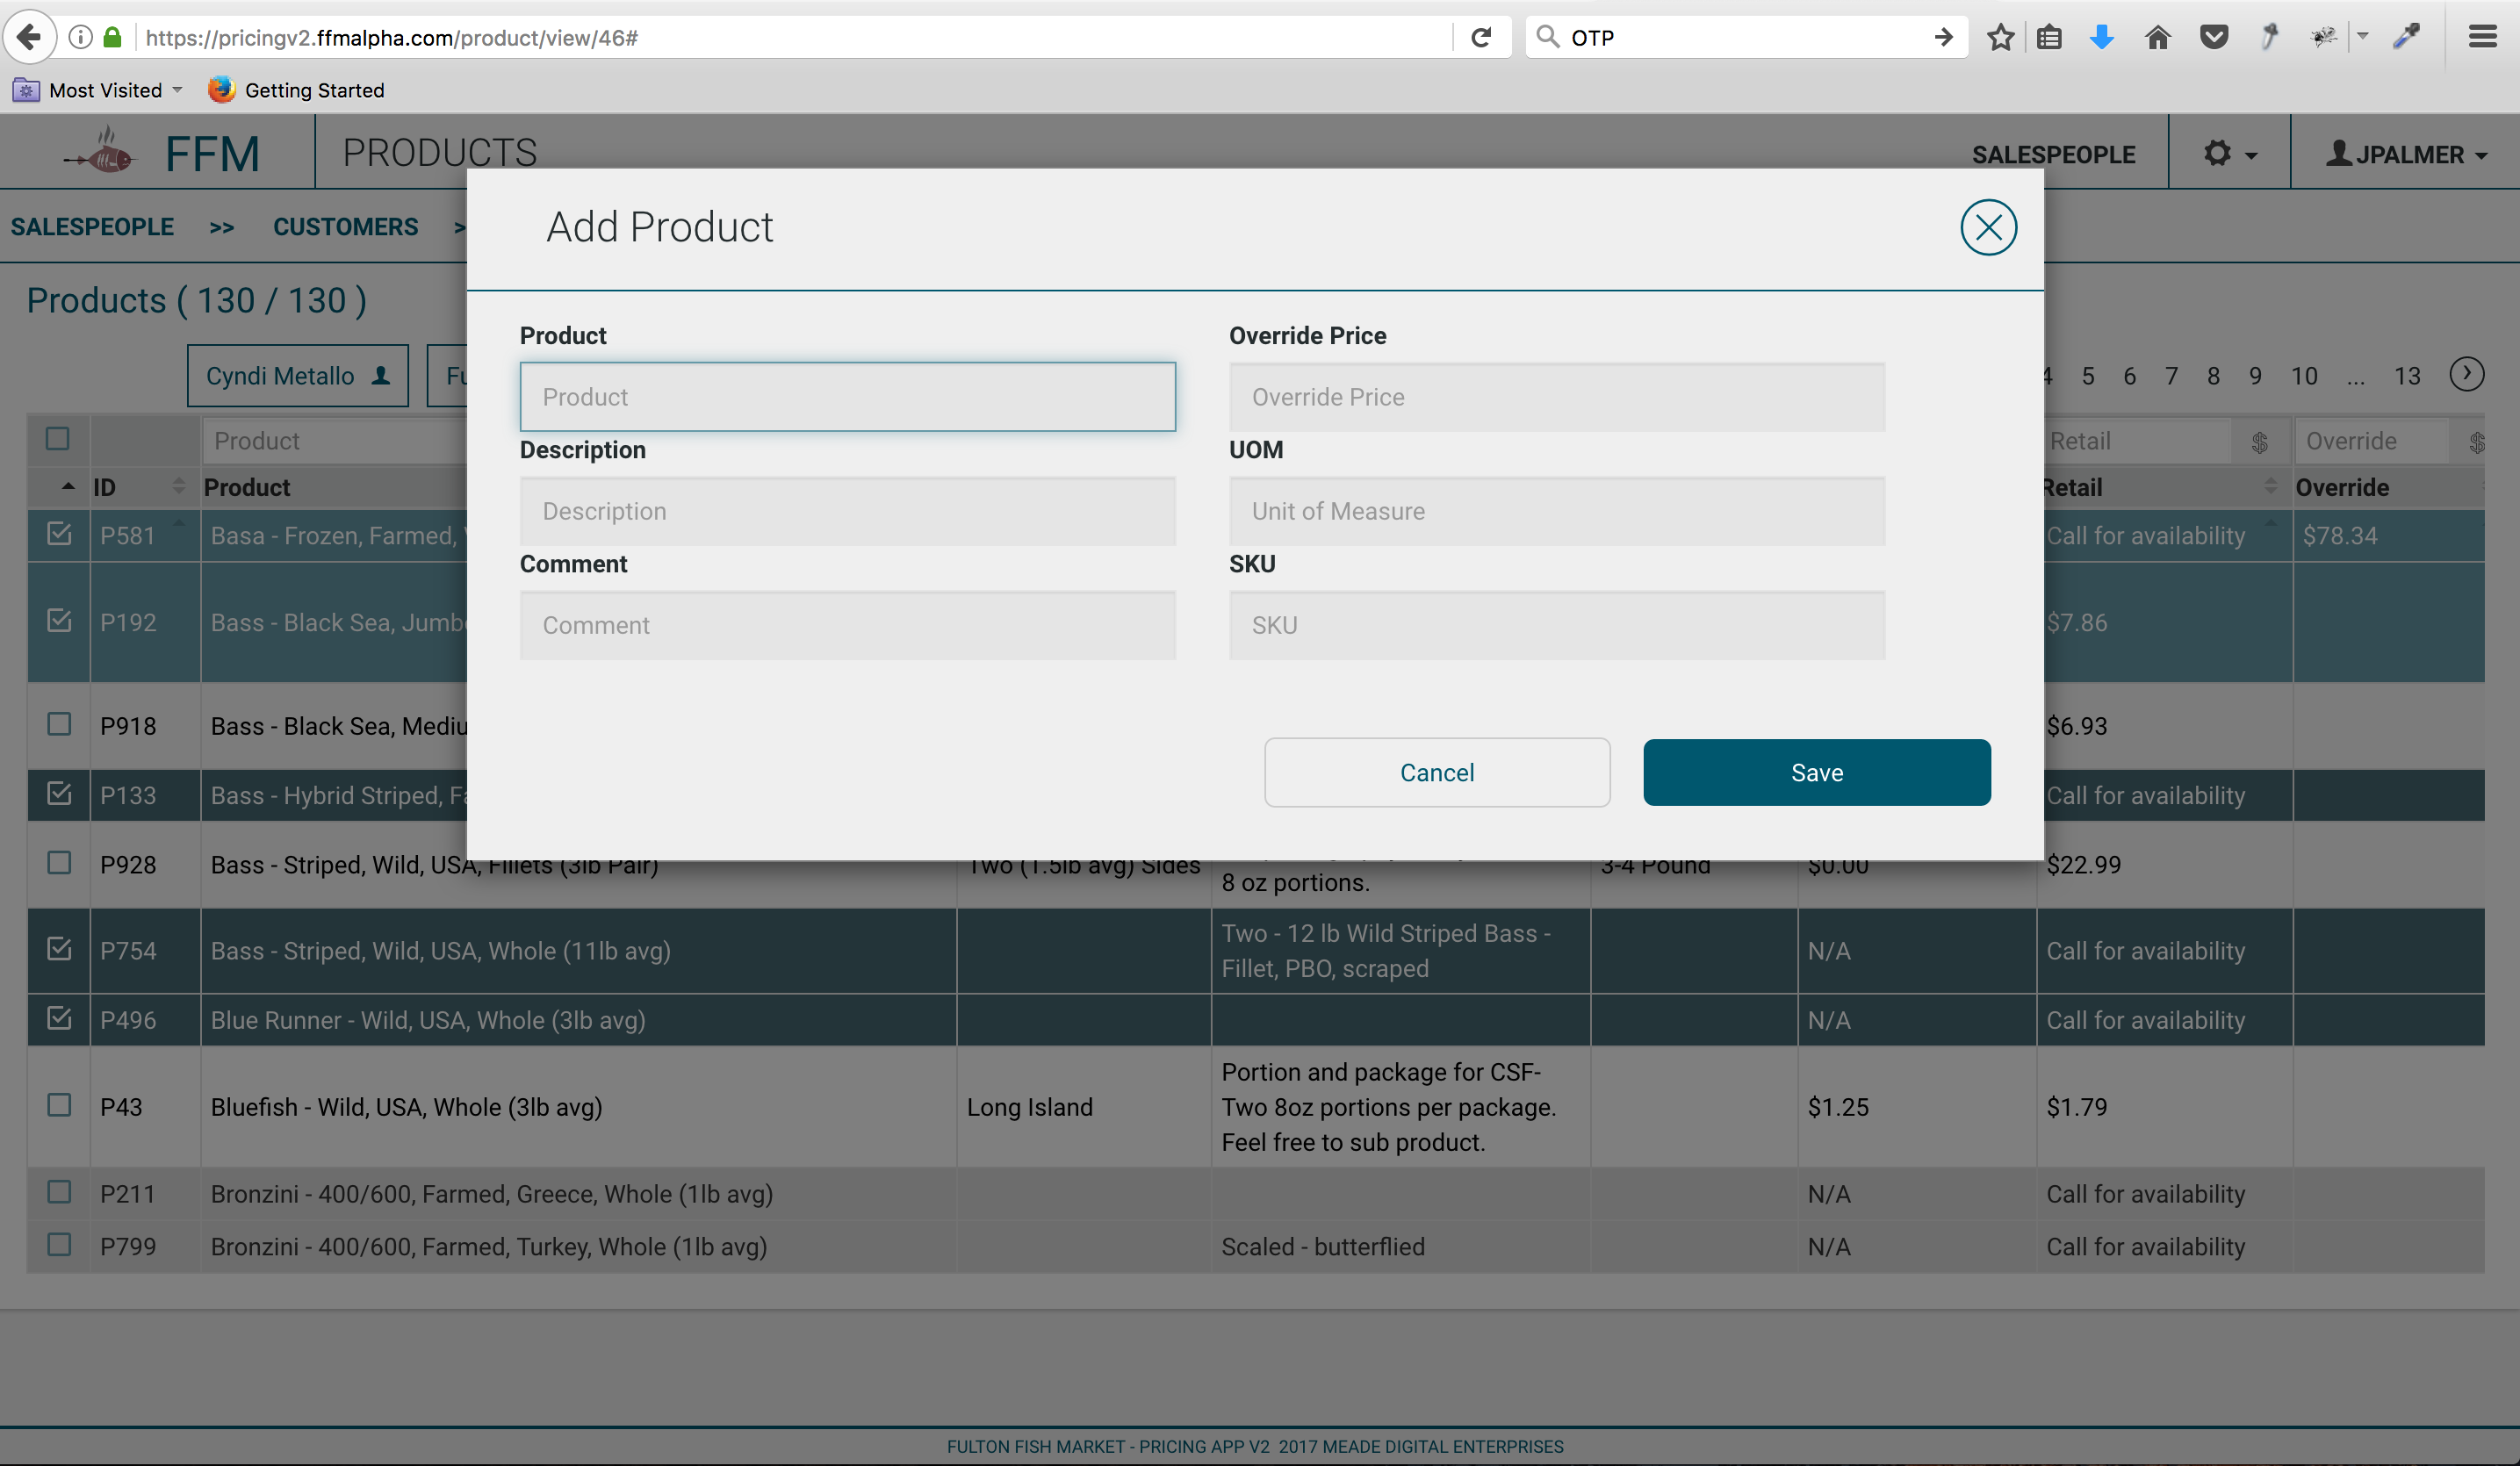 https://pricingv2.ffmalpha.com/product/view/46#
OTP
Most Visited
Getting Started
FFM
PRODUCTS
SALESPEOPLE
JPALMER
SALESPEOPLE >> CUSTOMERS >
Products ( 130 / 130 )
Cyndi Metallo
Fu
4 5 6 7 8 9 10 ... 13
Add Product
Product
Product
Override Price
Override Price
Description
Description
UOM
Unit of Measure
Comment
Comment
SKU
SKU
Cancel
Save
Product Retail $ Override $
ID Product Retail Override
P581 Basa - Frozen, Farmed, Call for availability $78.34
P192 Bass - Black Sea, Jumb $7.86
P918 Bass - Black Sea, Mediu $6.93
P133 Bass - Hybrid Striped, Fa Call for availability
P928 Bass - Striped, Wild, USA, Fillets (3lb Pair) Two (1.5lb avg) Sides 8 oz portions. 3-4 Pound $0.00 $22.99
P754 Bass - Striped, Wild, USA, Whole (11lb avg) Two - 12 lb Wild Striped Bass -
Fillet, PBO, scraped N/A Call for availability
P496 Blue Runner - Wild, USA, Whole (3lb avg) N/A Call for availability
P43 Bluefish - Wild, USA, Whole (3lb avg) Long Island Portion and package for CSF-
Two 8oz portions per package.
Feel free to sub product. $1.25 $1.79
P211 Bronzini - 400/600, Farmed, Greece, Whole (1lb avg) N/A Call for availability
P799 Bronzini - 400/600, Farmed, Turkey, Whole (1lb avg) Scaled - butterflied N/A Call for availability
FULTON FISH MARKET - PRICING APP V2 2017 MEADE DIGITAL ENTERPRISES